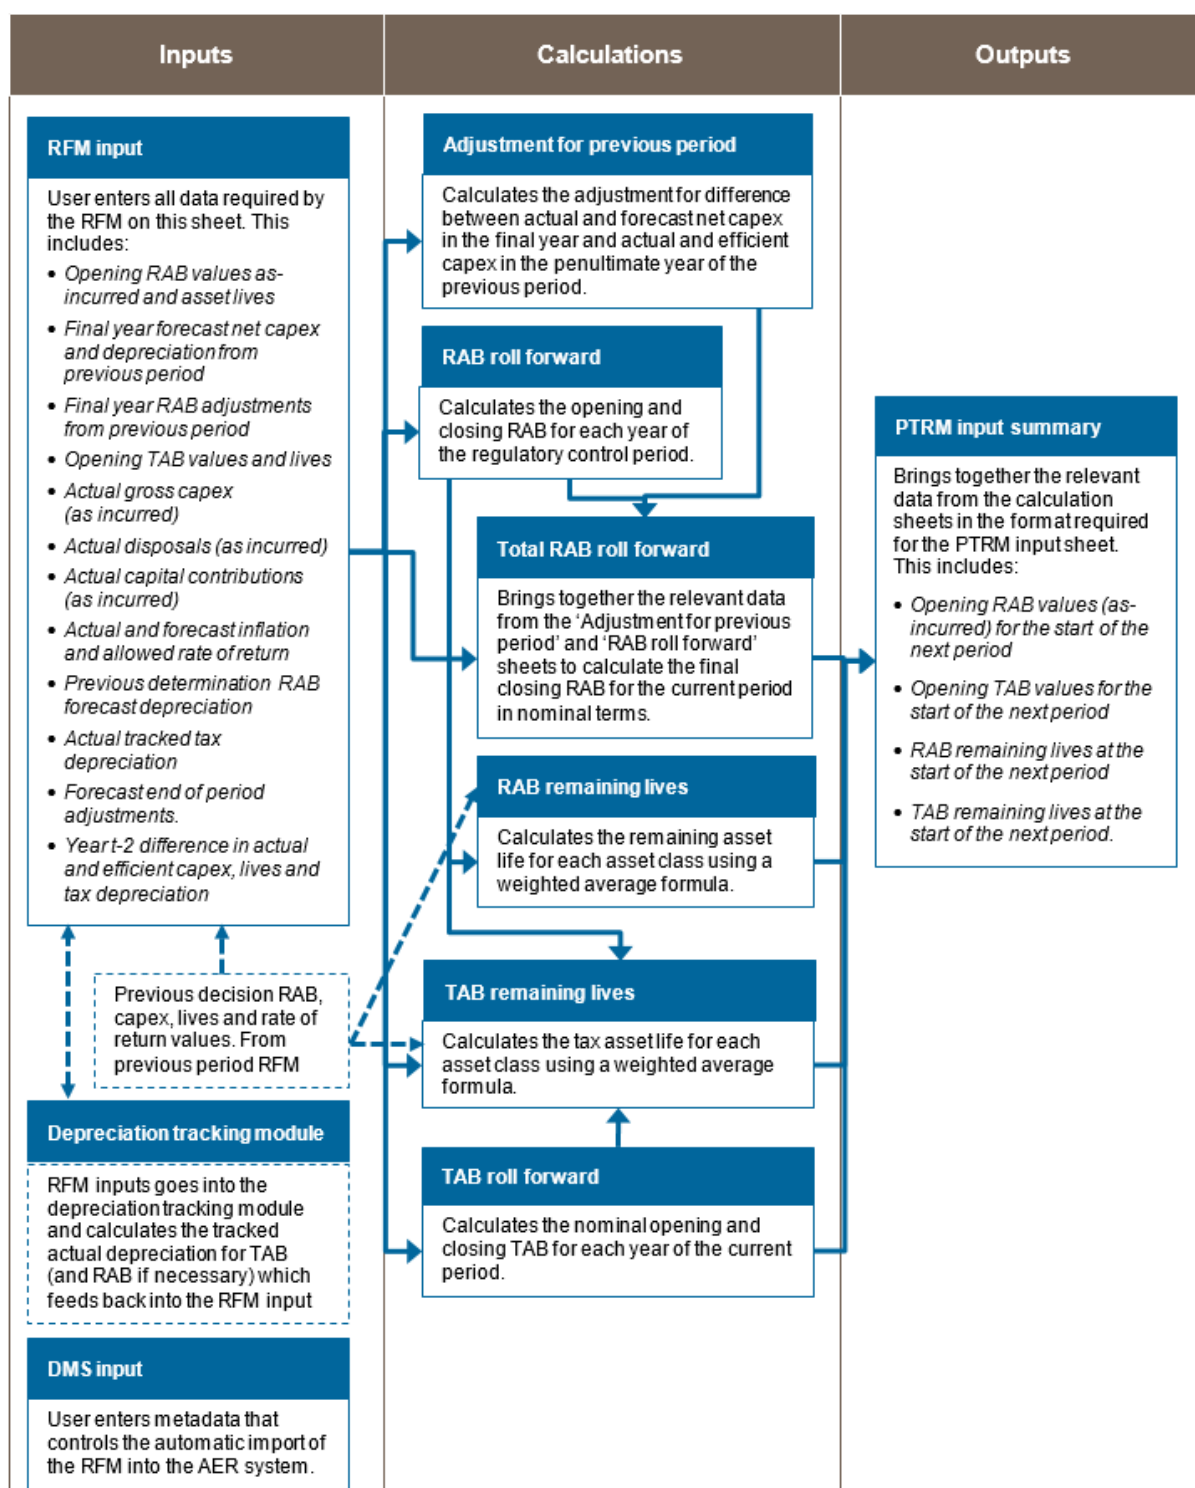 Inputs
Calculations
Outputs
RFM input
User enters all data required by
the RFM on this sheet. This
includes:
• Opening RAB values as-
incurred and asset lives
• Final year forecast net capex
and depreciation from
previous period
• Final year RAB adjustments
from previous period
• Opening TAB values and lives
• Actual gross capex
(as incurred)
• Actual disposals (as incurred)
• Actual capital contributions
(as incurred)
• Actual and forecast inflation
and allowed rate of return
• Previous determination RAB
forecast depreciation
• Actual tracked tax
depreciation
• Forecast end of period
adjustments.
• Year t-2 difference in actual
and efficient capex, lives and
tax depreciation
Previous decision RAB,
capex, lives and rate of
return values. From
previous period RFM
Depreciation tracking module
RFM inputs goes into the
depreciation tracking module
and calculates the tracked
actual depreciation for TAB
(and RAB if necessary) which
feeds back into the RFM input
DMS input
User enters metadata that
controls the automatic import of
the RFM into the AER system.
Adjustment for previous period
Calculates the adjustment for difference
between actual and forecast net capex
in the final year and actual and efficient
capex in the penultimate year of the
previous period.
RAB roll forward
Calculates the opening and
closing RAB for each year of
the regulatory control period.
Total RAB roll forward
Brings together the relevant data
from the ‘Adjustment for previous
period’ and ‘RAB roll forward’
sheets to calculate the final
closing RAB for the current period
in nominal terms.
RAB remaining lives
Calculates the remaining asset
life for each asset class using a
weighted average formula.
TAB remaining lives
Calculates the tax asset life for each
asset class using a weighted average
formula.
TAB roll forward
Calculates the nominal opening and
closing TAB for each year of the current
period.
PTRM input summary
Brings together the relevant
data from the calculation
sheets in the format required
for the PTRM input sheet.
This includes:
• Opening RAB values (as-
incurred) for the start of the
next period
• Opening TAB values for the
start of the next period
• RAB remaining lives at the
start of the next period
• TAB remaining lives at the
start of the next period.